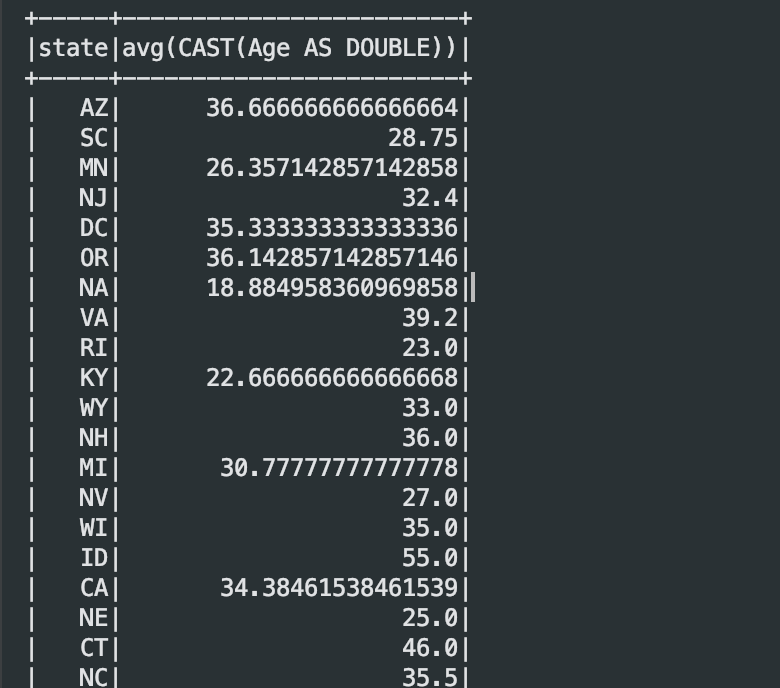 +-----+------------------------+
|state|avg(CAST(Age AS DOUBLE))|
+-----+------------------------+
|   AZ|      36.666666666666664|
|   SC|                   28.75|
|   MN|      26.357142857142858|
|   NJ|                    32.4|
|   DC|      35.333333333333336|
|   OR|      36.142857142857146|
|   NA|      18.884958360969858|
|   VA|                    39.2|
|   RI|                    23.0|
|   KY|      22.666666666666668|
|   WY|                    33.0|
|   NH|                    36.0|
|   MI|       30.77777777777778|
|   NV|                    27.0|
|   WI|                    35.0|
|   ID|                    55.0|
|   CA|       34.38461538461539|
|   NE|                    25.0|
|   CT|                    46.0|
|   NC|                    35.5|